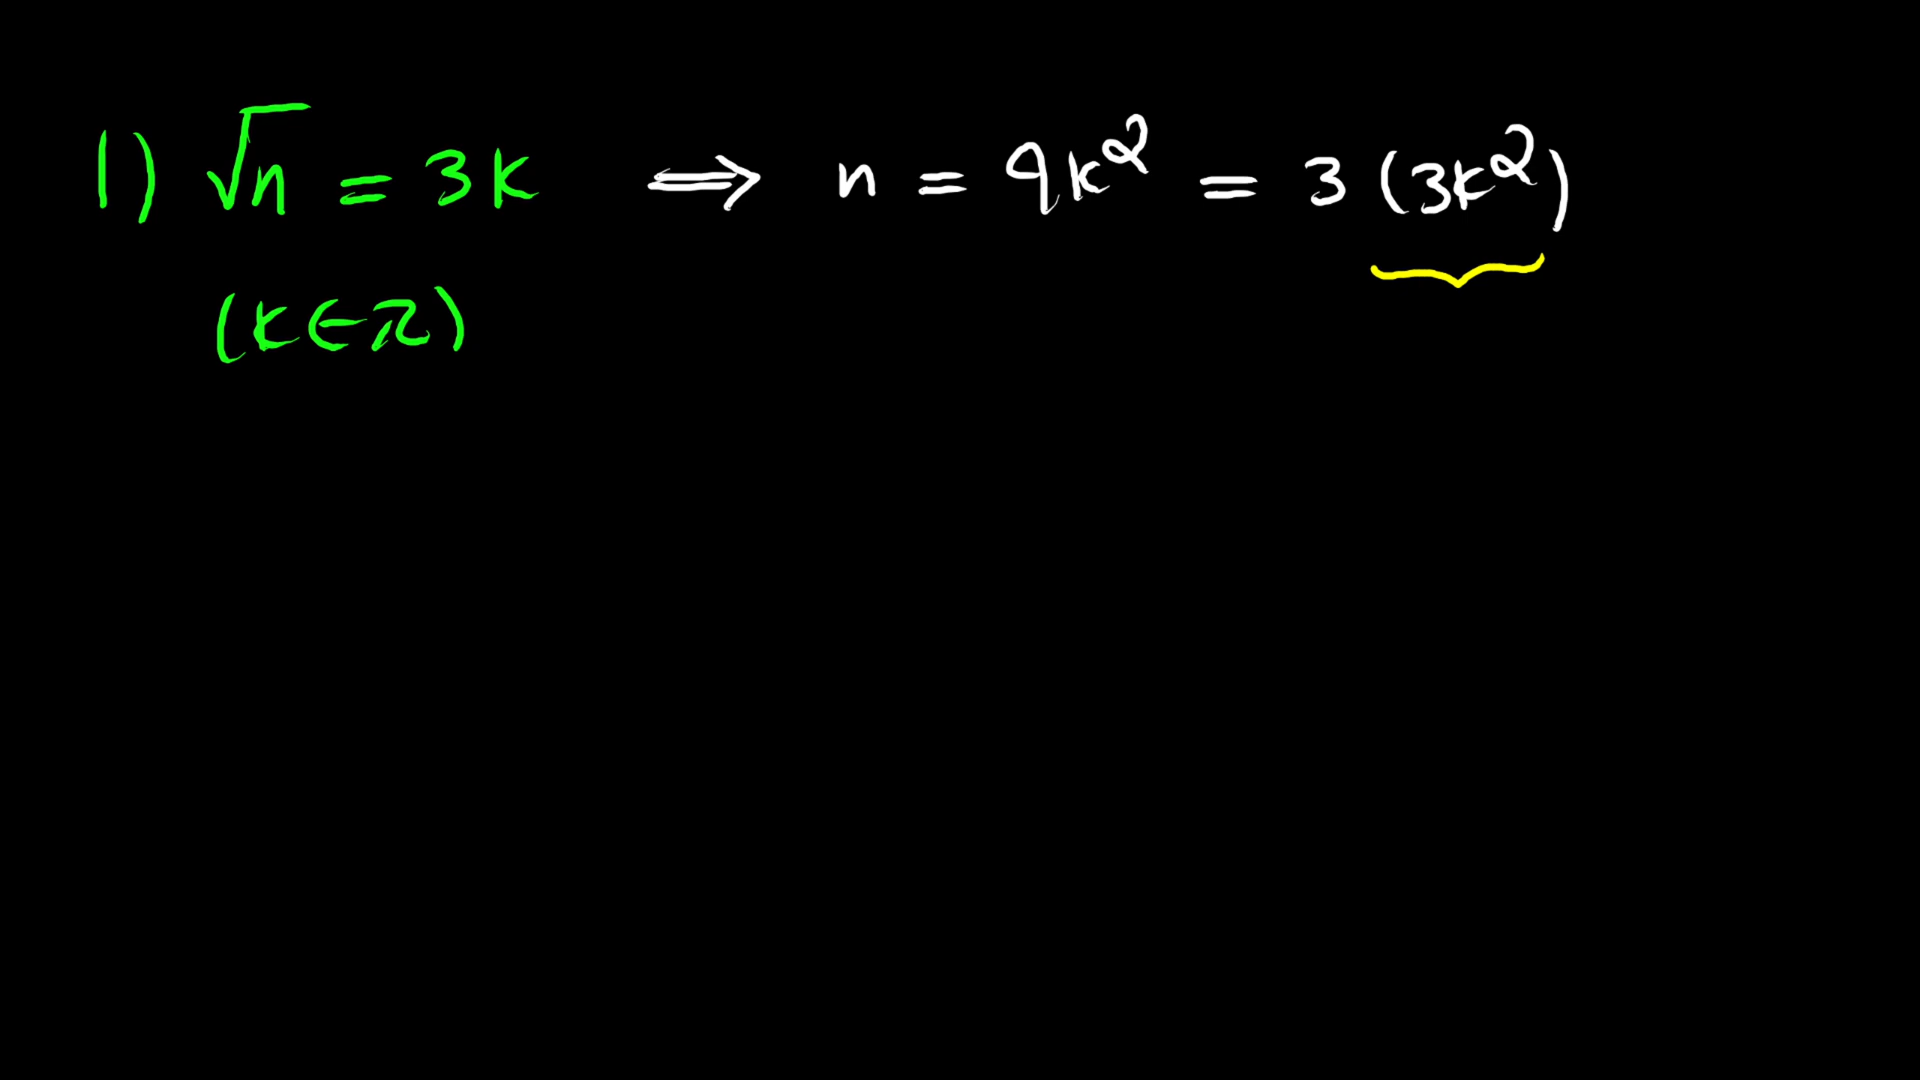 1) √n = 3k ⟹ n = 9k² = 3 (3k²)
(k∈ℤ)